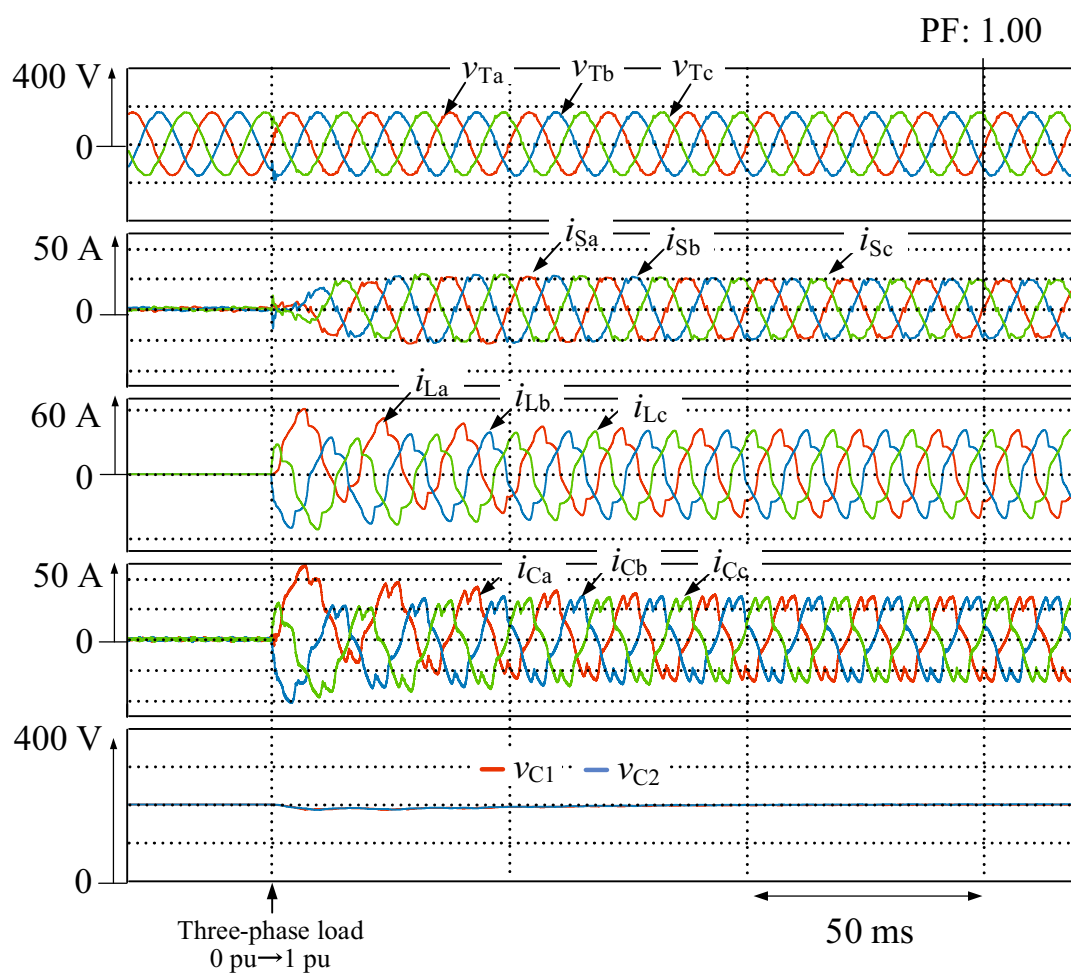 PF: 1.00
400 V
0
vTa
vTb
vTc
50 A
0
iSa
iSb
iSc
60 A
0
iLa
iLb
iLc
50 A
0
iCa
iCb
iCc
400 V
0
vC1
vC2
Three-phase load
0 pu→1 pu
50 ms